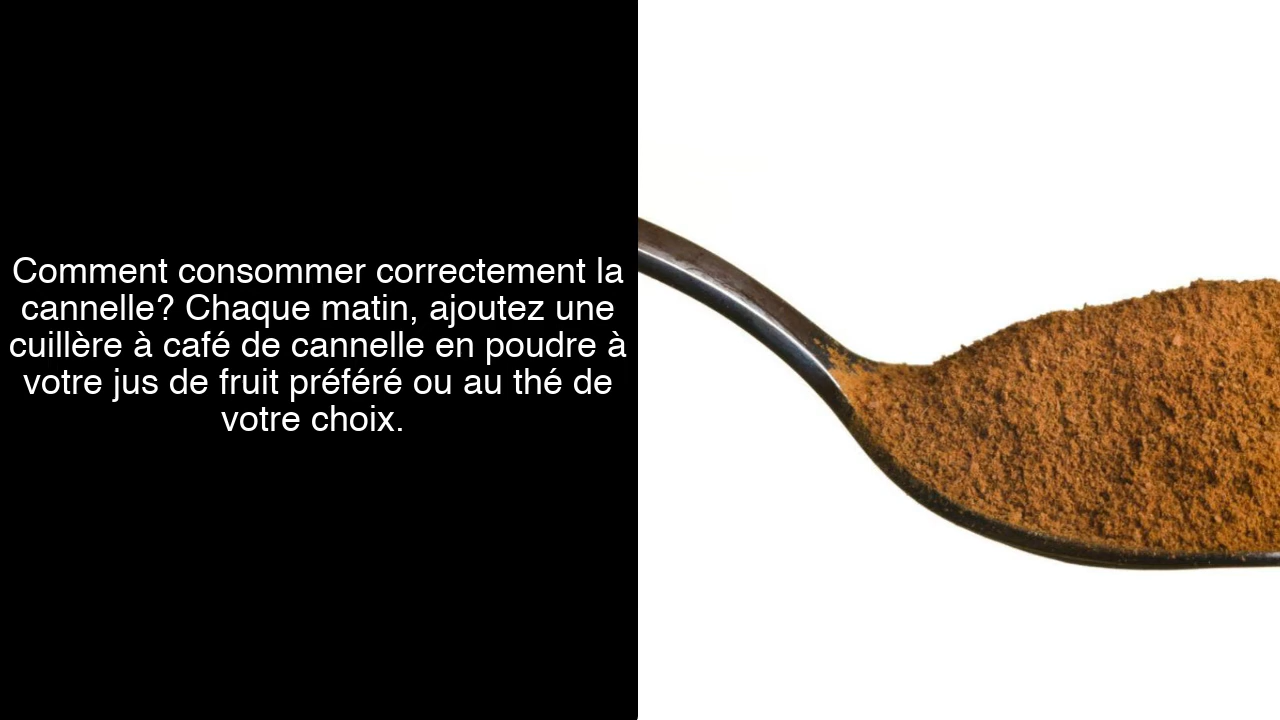 Comment consommer correctement la
cannelle? Chaque matin, ajoutez une
cuillère à café de cannelle en poudre à
votre jus de fruit préféré ou au thé de
votre choix.